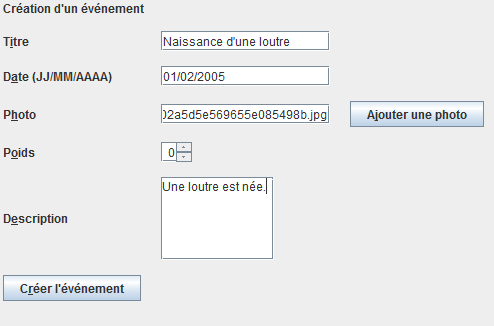 Création d'un événement
Titre Naissance d'une loutre
Date (JJ/MM/AAAA) 01/02/2005
Photo 02a5d5e569655e085498b.jpg Ajouter une photo
Poids 0
Une loutre est née.
Description
Créer l'événement